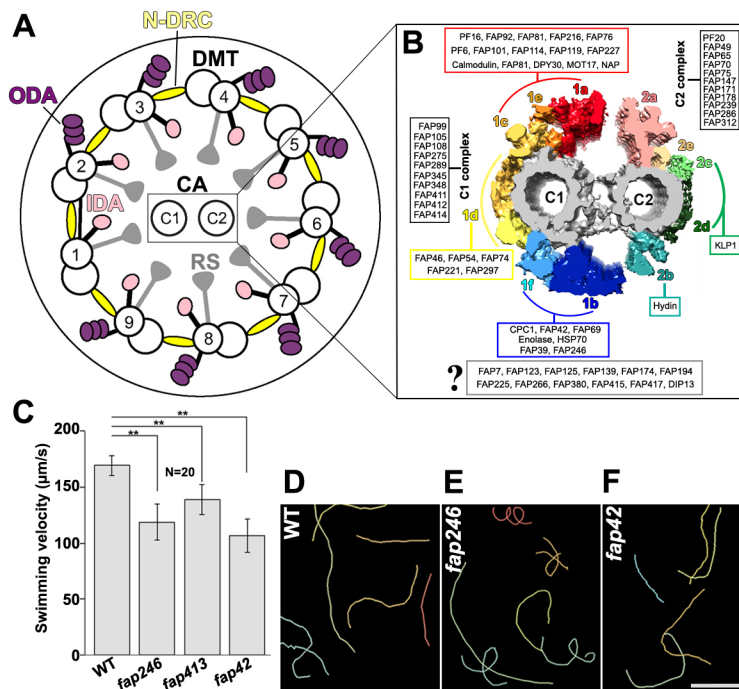 A
N-DRC
DMT
ODA
3
4
2
5
CA
IDA
C1 C2
6
1
RS
9
8
7
B
PF16, FAP92, FAP81, FAP216, FAP76
PF6, FAP101, FAP114, FAP119, FAP227
Calmodulin, FAP81, DPY30, MOT17, NAP
C2 complex
PF20
FAP49
FAP65
FAP70
FAP75
FAP147
FAP171
FAP178
FAP239
FAP286
FAP312
1a
1e
1c
2a
2e
2c
2d
C1 complex
FAP99
FAP105
FAP108
FAP275
FAP289
FAP345
FAP348
FAP411
FAP412
FAP414
C1
C2
1d
KLP1
FAP46, FAP54, FAP74
FAP221, FAP297
1f
1b
2b
Hydin
CPC1, FAP42, FAP69
Enolase, HSP70
FAP39, FAP246
?
FAP7, FAP123, FAP125, FAP139, FAP174, FAP194
FAP225, FAP266, FAP380, FAP415, FAP417, DIP13
C
Swimming velocity (µm/s)
200
150
100
50
0
**
**
**
N=20
WT
fap246
fap413
fap42
D
WT
E
fap246
F
fap42